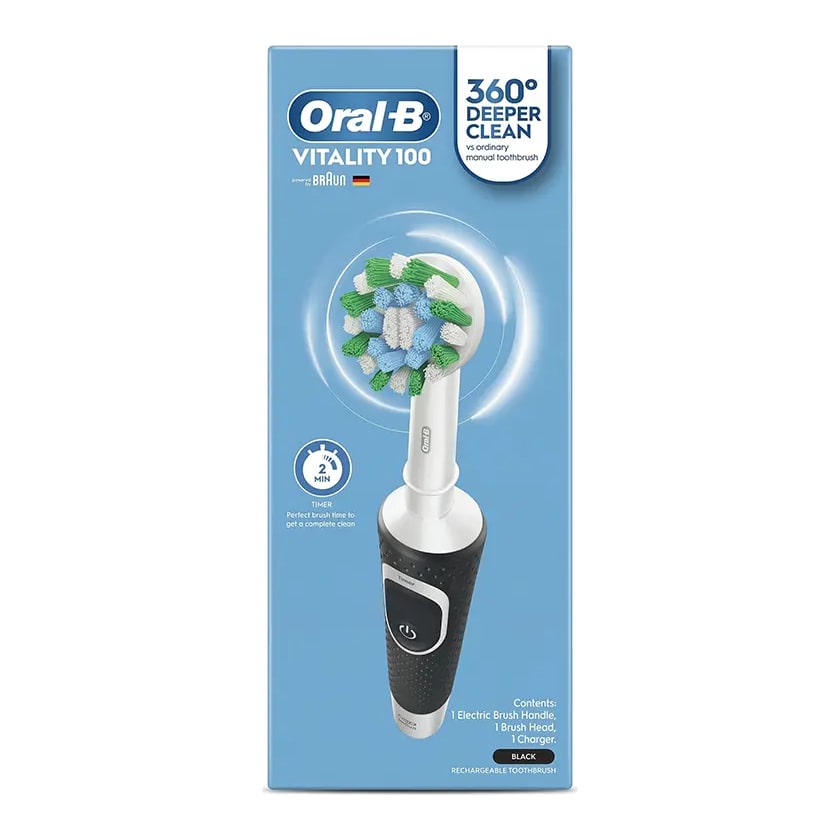 Oral-B®
VITALITY 100
powered by BRAUN
360°
DEEPER
CLEAN
vs ordinary
manual toothbrush
Oral-B
2
MIN
TIMER
Perfect brush time to
get a complete clean
Timer
Contents:
1 Electric Brush Handle,
1 Brush Head,
1 Charger.
BLACK
RECHARGEABLE TOOTHBRUSH